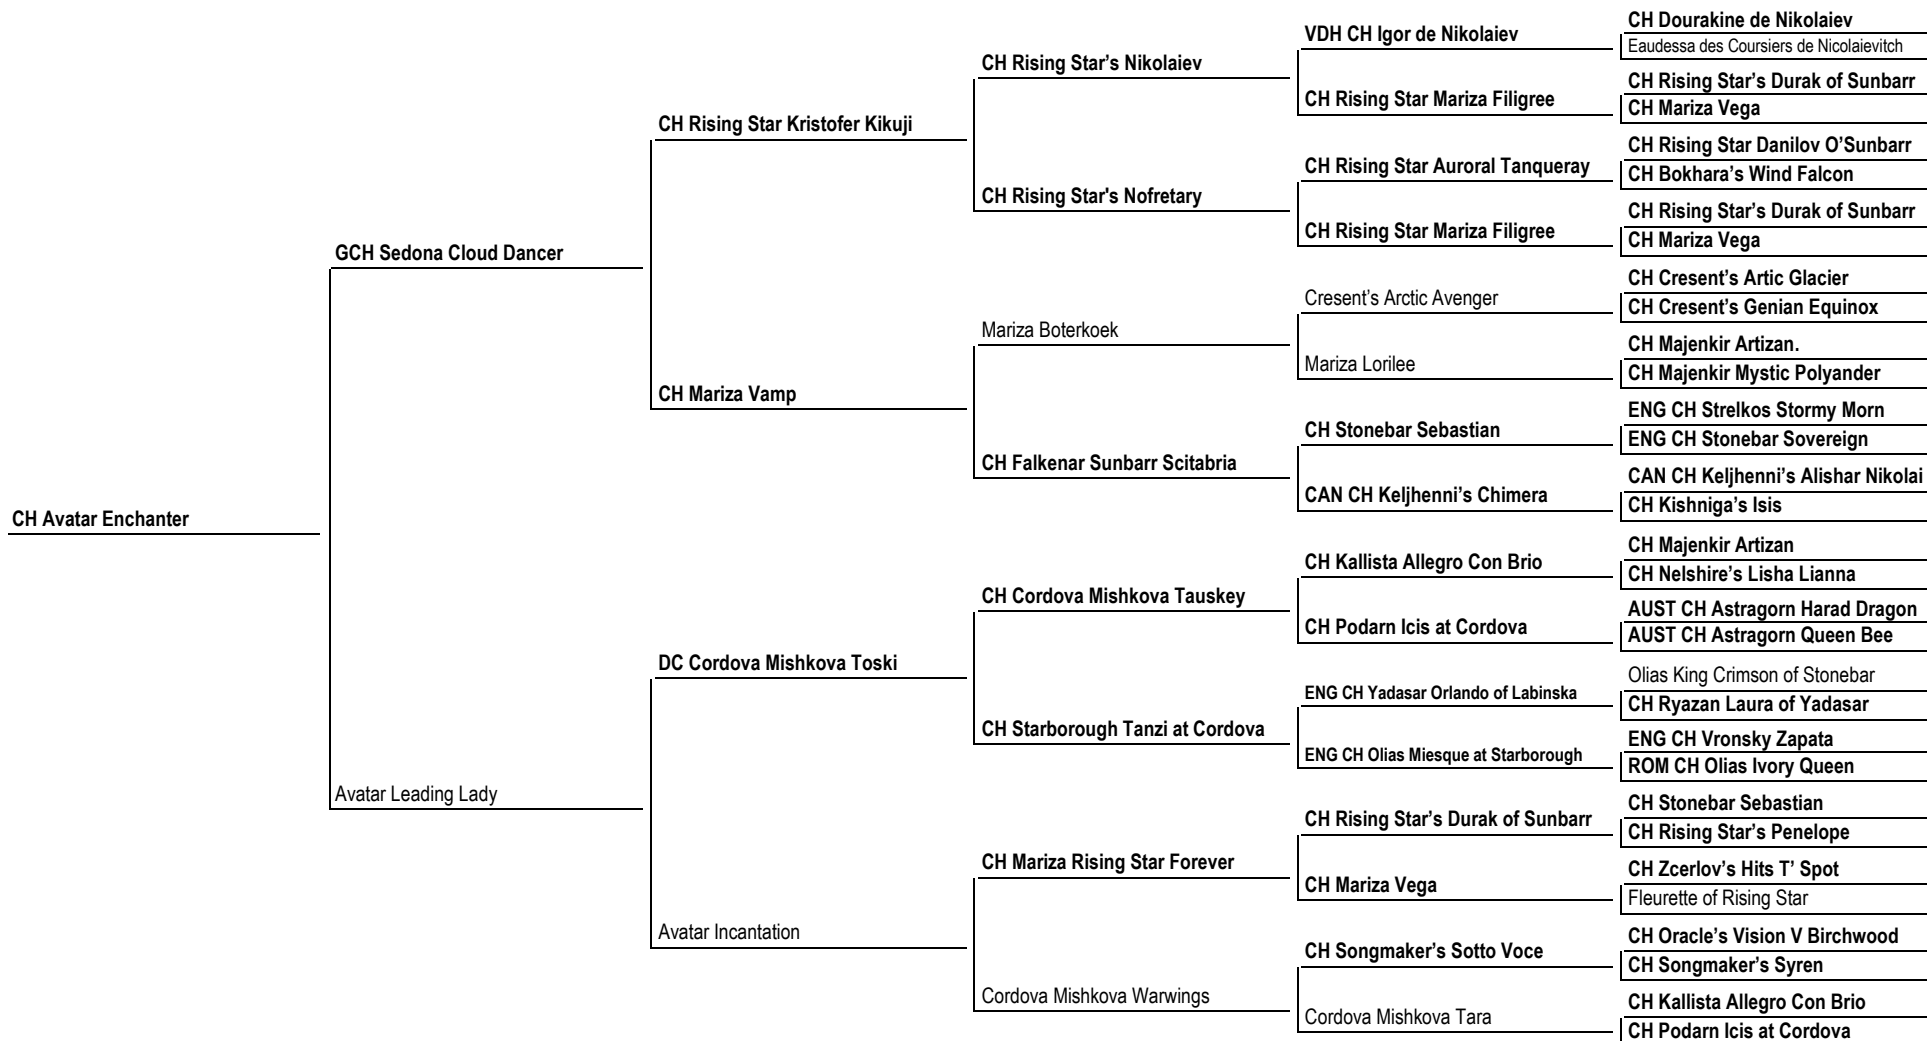 CH Dourakine de Nikolaiev
VDH CH Igor de Nikolaiev
Eaudessa des Coursiers de Nicolaievitch
CH Rising Star’s Nikolaiev
CH Rising Star’s Durak of Sunbarr
CH Rising Star Mariza Filigree
CH Mariza Vega
CH Rising Star Kristofer Kikuji
CH Rising Star Danilov O’Sunbarr
CH Rising Star Auroral Tanqueray
CH Bokhara’s Wind Falcon
CH Rising Star's Nofretary
CH Rising Star’s Durak of Sunbarr
CH Rising Star Mariza Filigree
CH Mariza Vega
GCH Sedona Cloud Dancer
CH Cresent’s Artic Glacier
Cresent’s Arctic Avenger
CH Cresent’s Genian Equinox
Mariza Boterkoek
CH Majenkir Artizan.
Mariza Lorilee
CH Majenkir Mystic Polyander
CH Mariza Vamp
ENG CH Strelkos Stormy Morn
CH Stonebar Sebastian
ENG CH Stonebar Sovereign
CH Falkenar Sunbarr Scitabria
CAN CH Keljhenni’s Alishar Nikolai
CAN CH Keljhenni’s Chimera
CH Kishniga’s Isis
CH Avatar Enchanter
CH Majenkir Artizan
CH Kallista Allegro Con Brio
CH Nelshire’s Lisha Lianna
CH Cordova Mishkova Tauskey
AUST CH Astragorn Harad Dragon
CH Podarn Icis at Cordova
AUST CH Astragorn Queen Bee
DC Cordova Mishkova Toski
Olias King Crimson of Stonebar
ENG CH Yadasar Orlando of Labinska
CH Ryazan Laura of Yadasar
CH Starborough Tanzi at Cordova
ENG CH Vronsky Zapata
ENG CH Olias Miesque at Starborough
ROM CH Olias Ivory Queen
Avatar Leading Lady
CH Stonebar Sebastian
CH Rising Star’s Durak of Sunbarr
CH Rising Star’s Penelope
CH Mariza Rising Star Forever
CH Zcerlov’s Hits T’ Spot
CH Mariza Vega
Fleurette of Rising Star
Avatar Incantation
CH Oracle’s Vision V Birchwood
CH Songmaker’s Sotto Voce
CH Songmaker’s Syren
Cordova Mishkova Warwings
CH Kallista Allegro Con Brio
Cordova Mishkova Tara
CH Podarn Icis at Cordova